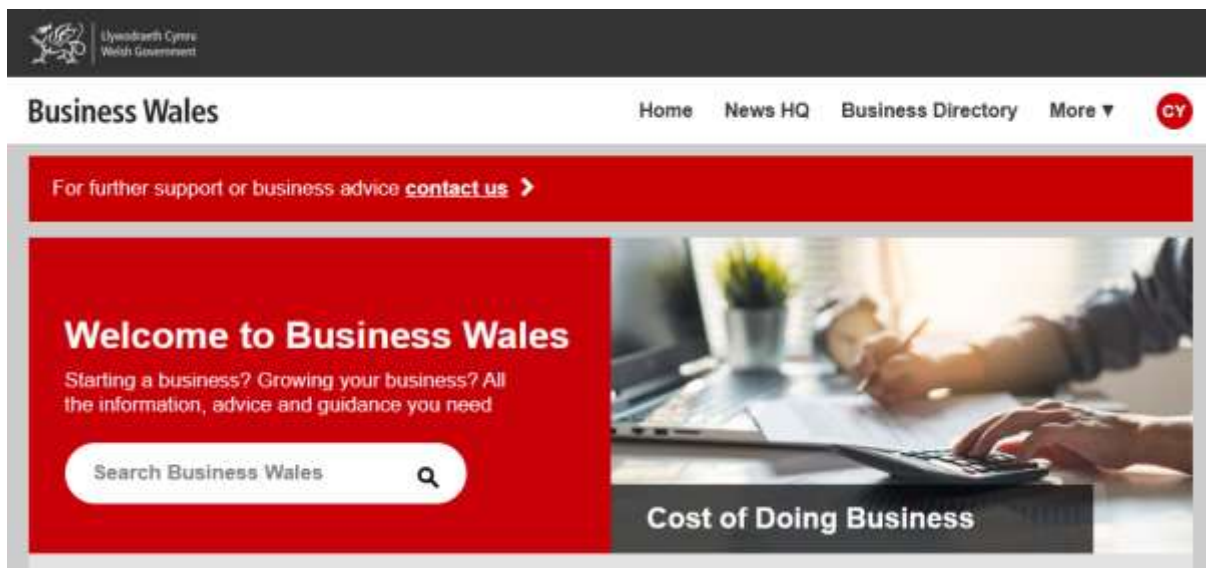 Llywodraeth Cymru
Welsh Government
Business Wales
Home News HQ Business Directory More ▼ CY
For further support or business advice contact us >
Welcome to Business Wales
Starting a business? Growing your business? All
the information, advice and guidance you need
Search Business Wales
Cost of Doing Business